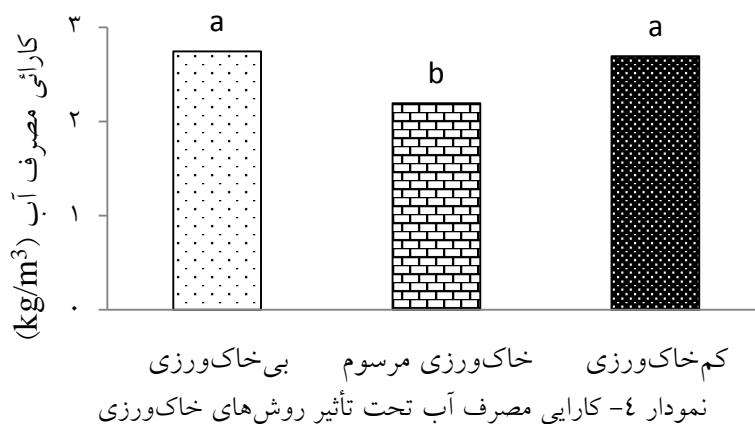 کارائی مصرف آب (kg/m³)
۳
۲
۱
۰
a
b
a
بی‌خاک‌ورزی
خاک‌ورزی مرسوم
کم‌خاک‌ورزی
نمودار ٤- کارایی مصرف آب تحت تأثیر روش‌های خاک‌ورزی